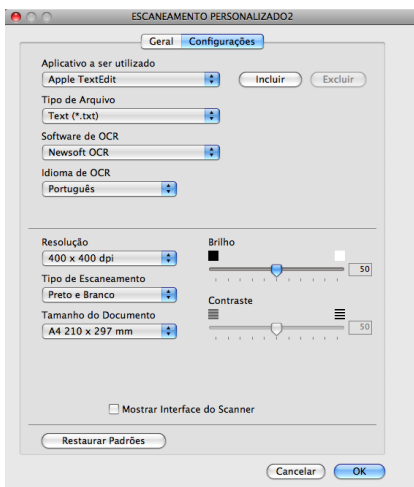 ESCANEAMENTO PERSONALIZADO2
Geral Configurações
Aplicativo a ser utilizado
Apple TextEdit Incluir Excluir
Tipo de Arquivo
Text (*.txt)
Software de OCR
Newsoft OCR
Idioma de OCR
Português
Resolução Brilho
400 x 400 dpi 50
Tipo de Escaneamento
Preto e Branco Contraste
Tamanho do Documento
A4 210 x 297 mm 50
Mostrar Interface do Scanner
Restaurar Padrões
Cancelar OK